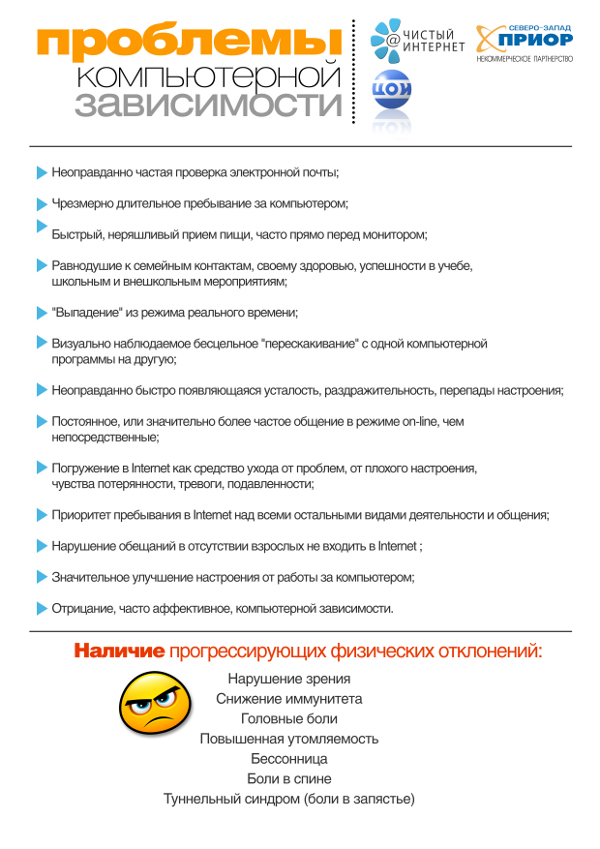 проблемы
компьютерной
зависимости
@
ЧИСТЫЙ
ИНТЕРНЕТ
СЕВЕРО-ЗАПАД
ПРИОР
НЕКОММЕРЧЕСКОЕ ПАРТНЕРСТВО
ЦОИ
Неоправданно частая проверка электронной почты;
Чрезмерно длительное пребывание за компьютером;
Быстрый, неряшливый прием пищи, часто прямо перед монитором;
Равнодушие к семейным контактам, своему здоровью, успешности в учебе,
школьным и внешкольным мероприятиям;
"Выпадение" из режима реального времени;
Визуально наблюдаемое бесцельное "перескакивание" с одной компьютерной
программы на другую;
Неоправданно быстро появляющаяся усталость, раздражительность, перепады настроения;
Постоянное, или значительно более частое общение в режиме on-line, чем
непосредственные;
Погружение в Internet как средство ухода от проблем, от плохого настроения,
чувства потерянности, тревоги, подавленности;
Приоритет пребывания в Internet над всеми остальными видами деятельности и общения;
Нарушение обещаний в отсутствии взрослых не входить в Internet ;
Значительное улучшение настроения от работы за компьютером;
Отрицание, часто аффективное, компьютерной зависимости.
Наличие прогрессирующих физических отклонений:
Нарушение зрения
Снижение иммунитета
Головные боли
Повышенная утомляемость
Бессонница
Боли в спине
Туннельный синдром (боли в запястье)